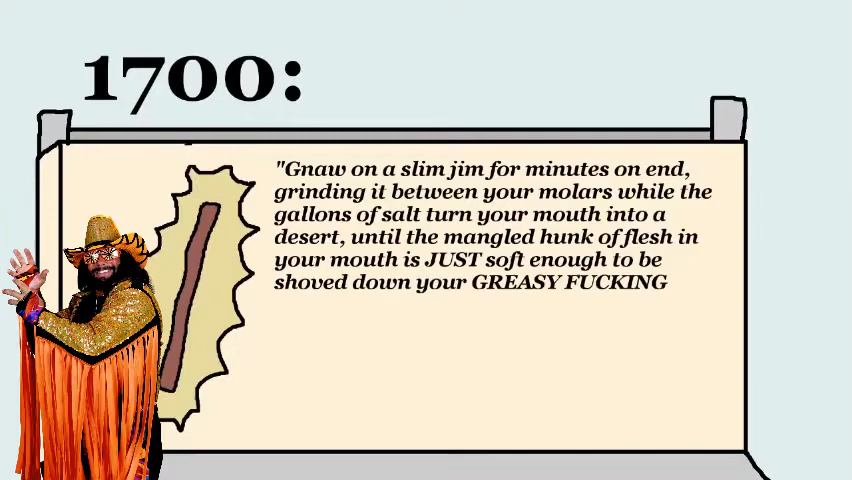 1700:
"Gnaw on a slim jim for minutes on end,
grinding it between your molars while the
gallons of salt turn your mouth into a
desert, until the mangled hunk of flesh in
your mouth is JUST soft enough to be
shoved down your GREASY FUCKING